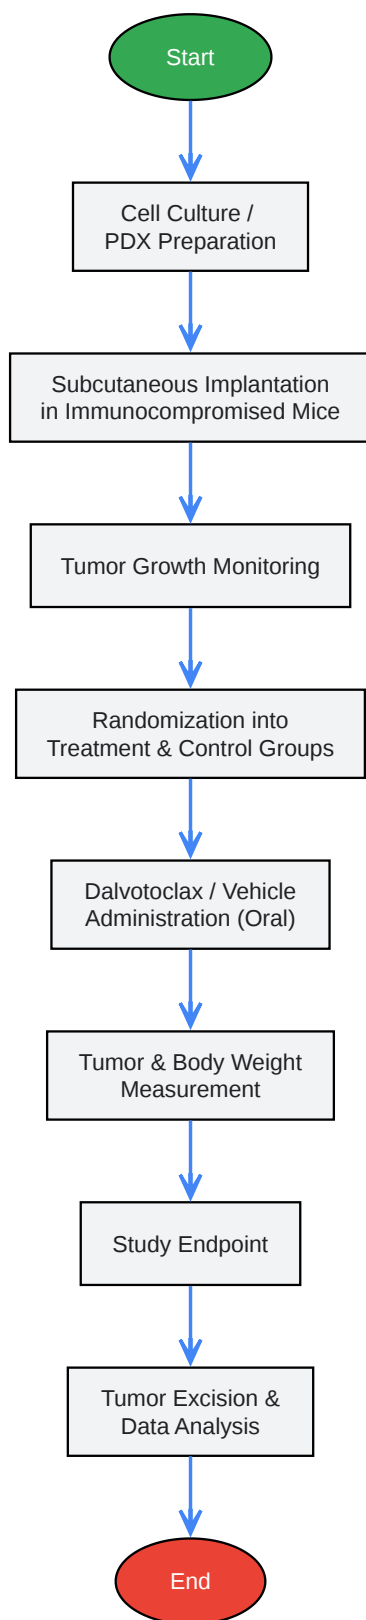 Start
Cell Culture /
PDX Preparation
Subcutaneous Implantation
in Immunocompromised Mice
Tumor Growth Monitoring
Randomization into
Treatment & Control Groups
Dalvotoclax / Vehicle
Administration (Oral)
Tumor & Body Weight
Measurement
Study Endpoint
Tumor Excision &
Data Analysis
End